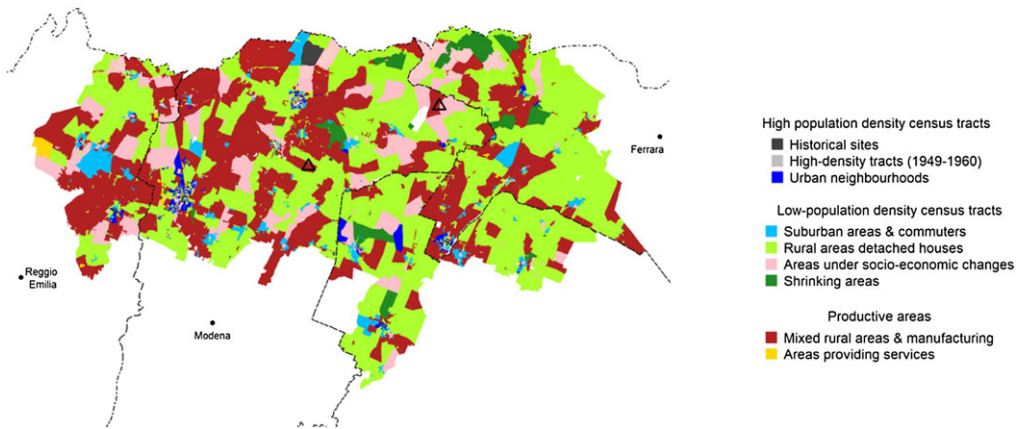 High population density census tracts
Historical sites
High-density tracts (1949-1960)
Urban neighbourhoods
Low-population density census tracts
Suburban areas & commuters
Rural areas detached houses
Areas under socio-economic changes
Shrinking areas
Productive areas
Mixed rural areas & manufacturing
Areas providing services
Ferrara
Reggio
Emilia
Modena